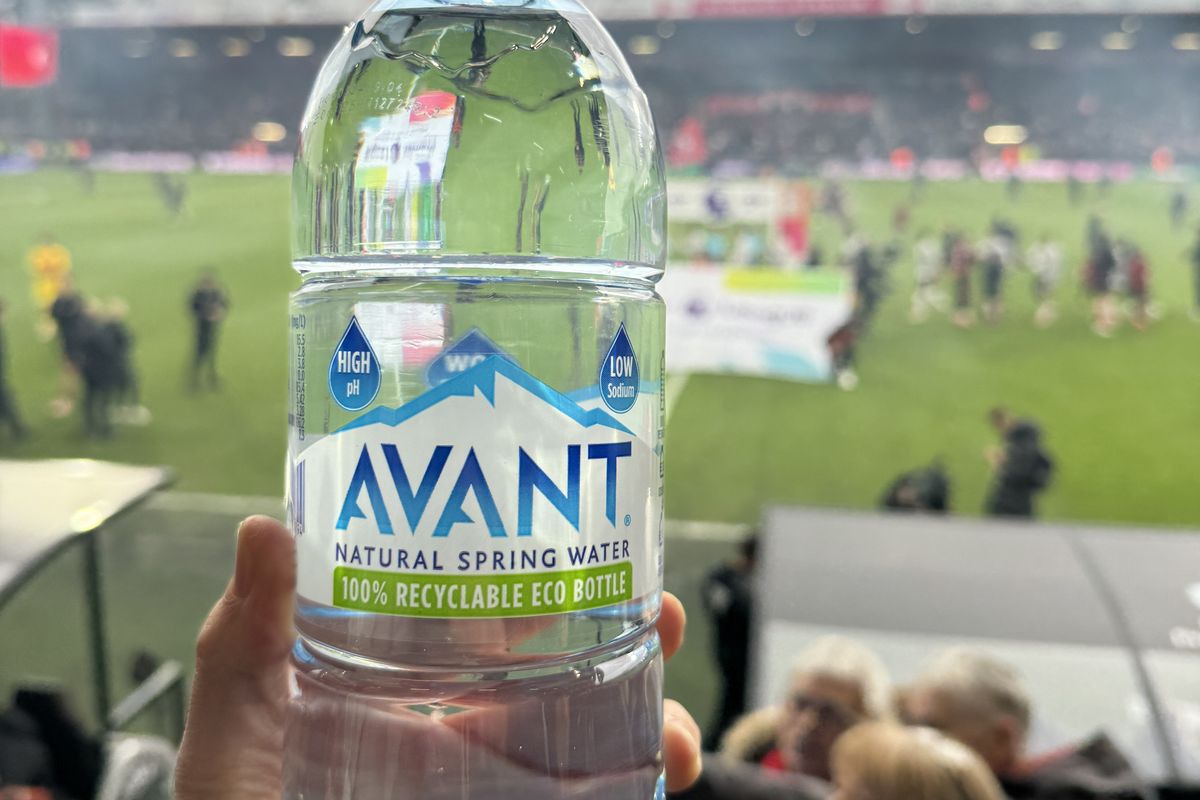 HIGH
pH
LOW
Sodium
AVANT®
NATURAL SPRING WATER
100% RECYCLABLE ECO BOTTLE